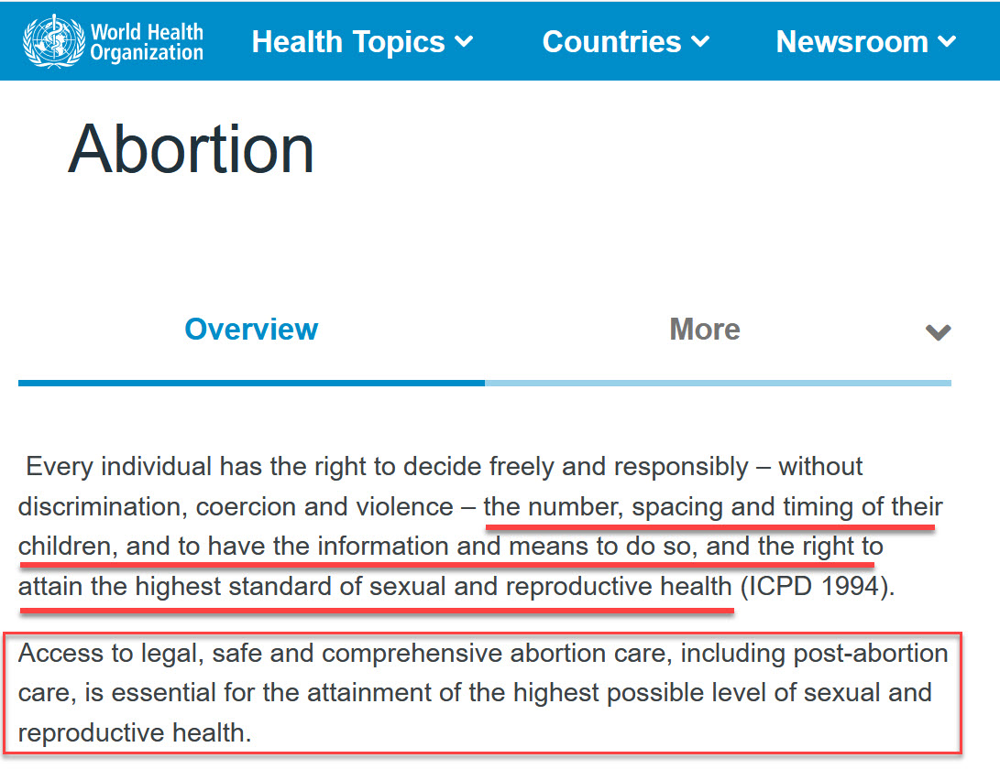 World Health
Organization
Health Topics
Countries
Newsroom
Abortion
Overview
More
Every individual has the right to decide freely and responsibly – without
discrimination, coercion and violence – the number, spacing and timing of their
children, and to have the information and means to do so, and the right to
attain the highest standard of sexual and reproductive health (ICPD 1994).
Access to legal, safe and comprehensive abortion care, including post-abortion
care, is essential for the attainment of the highest possible level of sexual and
reproductive health.